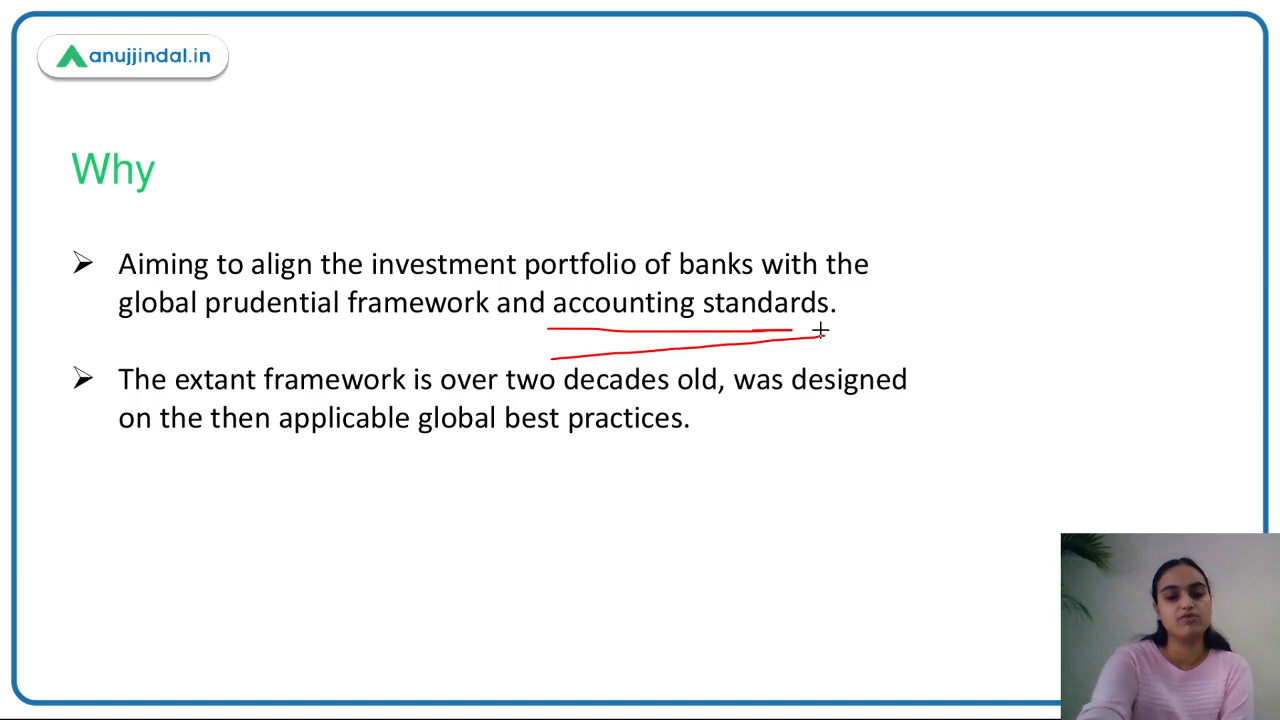 anujjindal.in
Why
Aiming to align the investment portfolio of banks with the
global prudential framework and accounting standards.
The extant framework is over two decades old, was designed
on the then applicable global best practices.